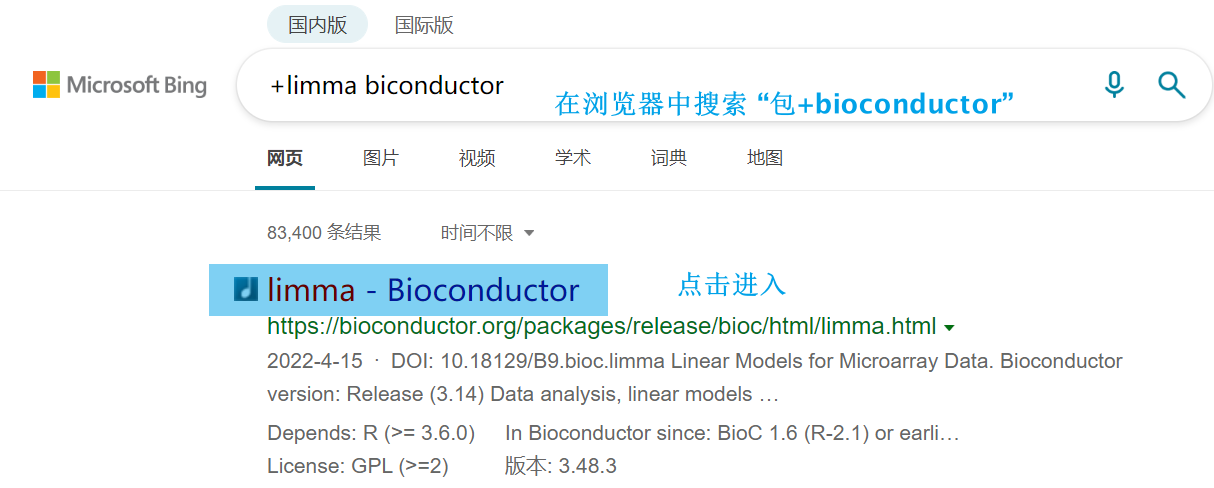 国内版 国际版
Microsoft Bing
+limma biconductor
在浏览器中搜索 “包+bioconductor”
网页 图片 视频 学术 词典 地图
83,400 条结果 时间不限
limma - Bioconductor
点击进入
https://bioconductor.org/packages/release/bioc/html/limma.html
2022-4-15 · DOI: 10.18129/B9.bioc.limma Linear Models for Microarray Data. Bioconductor
version: Release (3.14) Data analysis, linear models …
Depends: R (>= 3.6.0) In Bioconductor since: BioC 1.6 (R-2.1) or earli…
License: GPL (>=2) 版本: 3.48.3